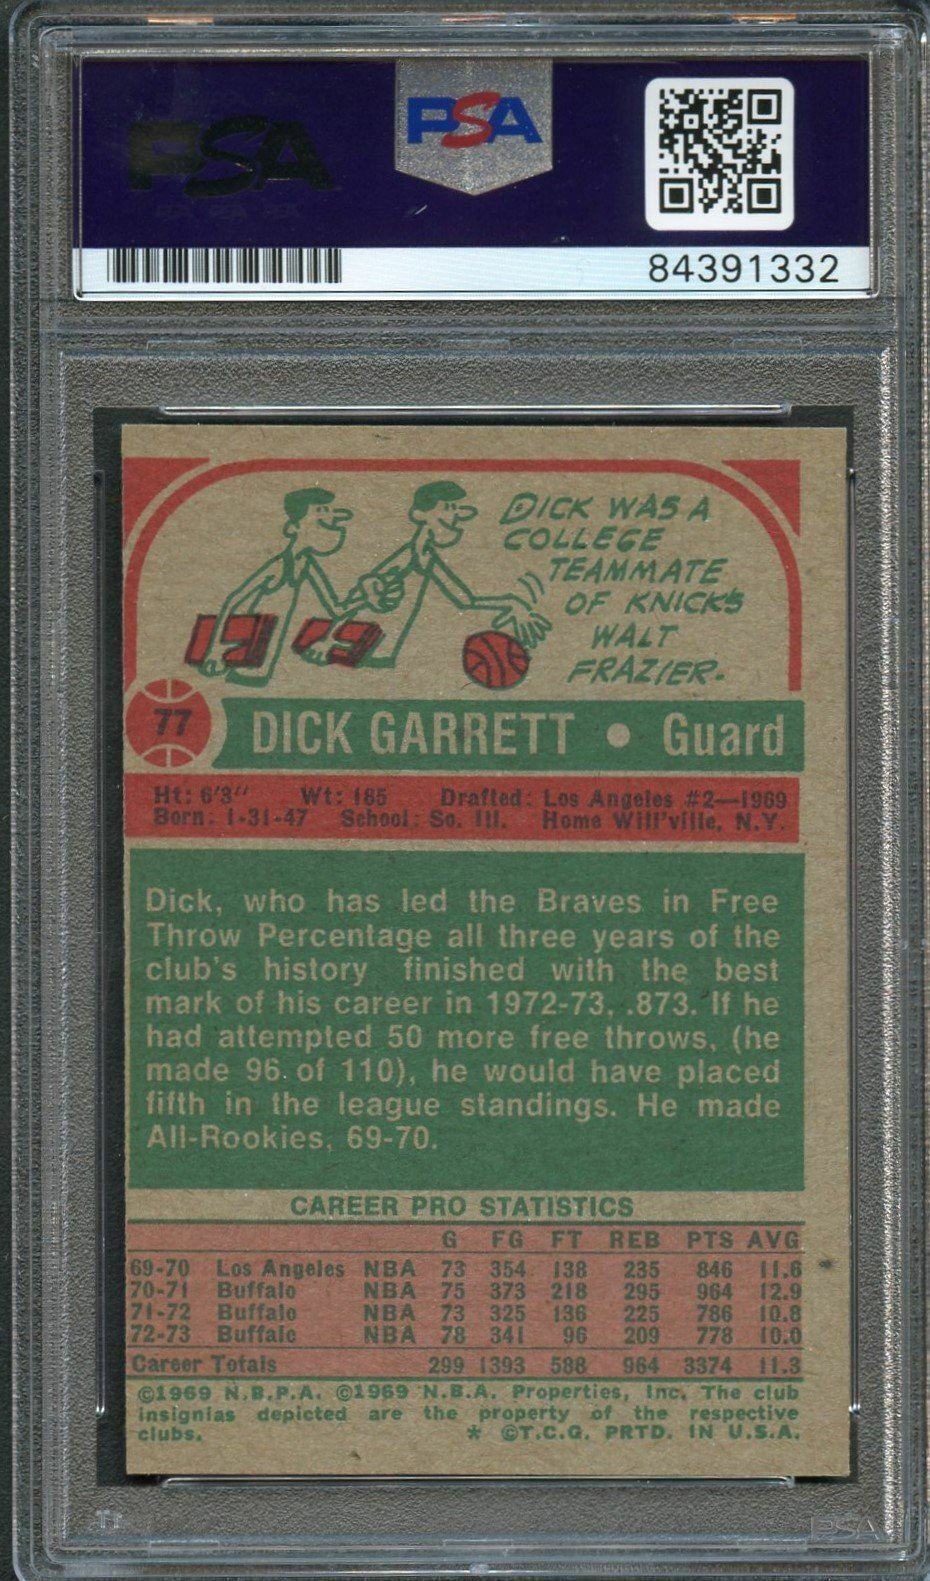 PSA
PSA
84391332
DICK WAS A
COLLEGE
TEAMMATE
OF KNICK'S
WALT
FRAZIER.
77
DICK GARRETT • Guard
Ht: 6'3" Wt: 185 Drafted: Los Angeles #2—1969
Born: 1-31-47 School: So. Ill. Home Will'ville, N.Y.
Dick, who has led the Braves in Free
Throw Percentage all three years of the
club's history finished with the best
mark of his career in 1972-73, .873. If he
had attempted 50 more free throws, (he
made 96 of 110), he would have placed
fifth in the league standings. He made
All-Rookies, 69-70.
CAREER PRO STATISTICS
G FG FT REB PTS AVG
69-70 Los Angeles NBA 73 354 138 235 846 11.6
70-71 Buffalo NBA 75 373 218 295 964 12.9
71-72 Buffalo NBA 73 325 136 225 786 10.8
72-73 Buffalo NBA 78 341 96 209 778 10.0
Career Totals 299 1393 588 964 3374 11.3
©1969 N.B.P.A. ©1969 N.B.A. Properties, Inc. The club
insignias depicted are the property of the respective
clubs. * ©T.C.G. PRTD. IN U.S.A.
PSA